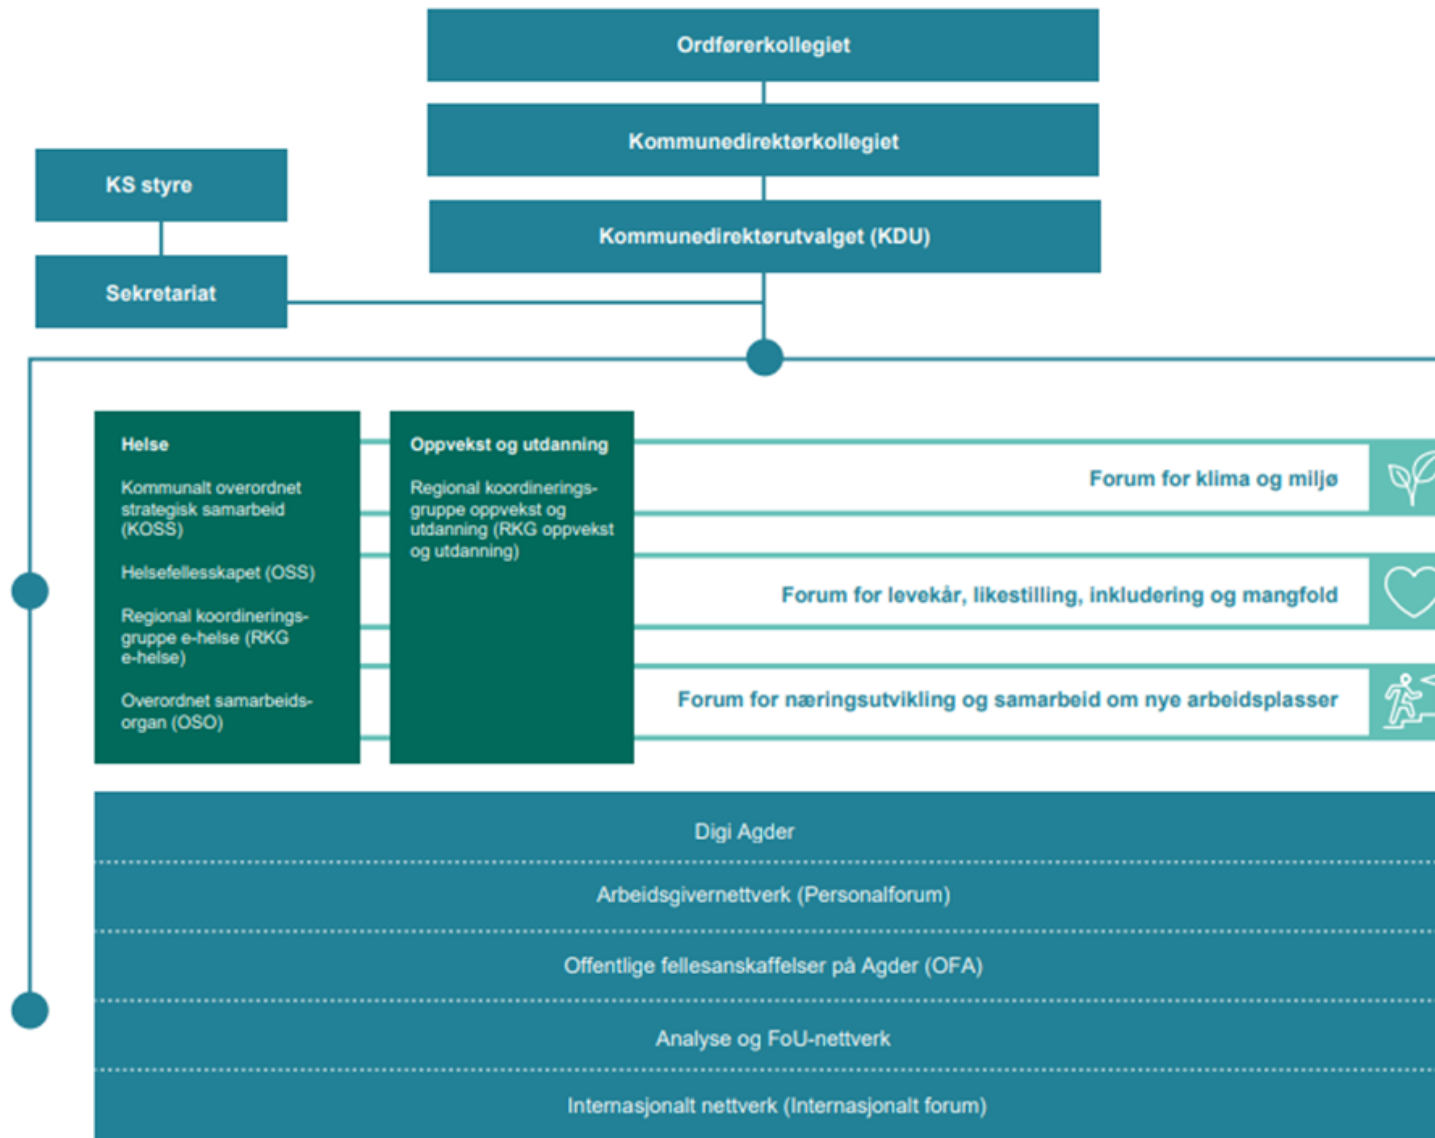 Ordførerkollegiet
Kommunedirektørkollegiet
KS styre
Kommunedirektørutvalget (KDU)
Sekretariat
Helse
Kommunalt overordnet
strategisk samarbeid
(KOSS)
Helsefellesskapet (OSS)
Regional koordinerings-
gruppe e-helse (RKG
e-helse)
Overordnet samarbeids-
organ (OSO)
Oppvekst og utdanning
Regional koordinerings-
gruppe oppvekst og
utdanning (RKG oppvekst
og utdanning)
Forum for klima og miljø
Forum for levekår, likestilling, inkludering og mangfold
Forum for næringsutvikling og samarbeid om nye arbeidsplasser
Digi Agder
Arbeidsgivernettverk (Personalforum)
Offentlige fellesanskaffelser på Agder (OFA)
Analyse og FoU-nettverk
Internasjonalt nettverk (Internasjonalt forum)